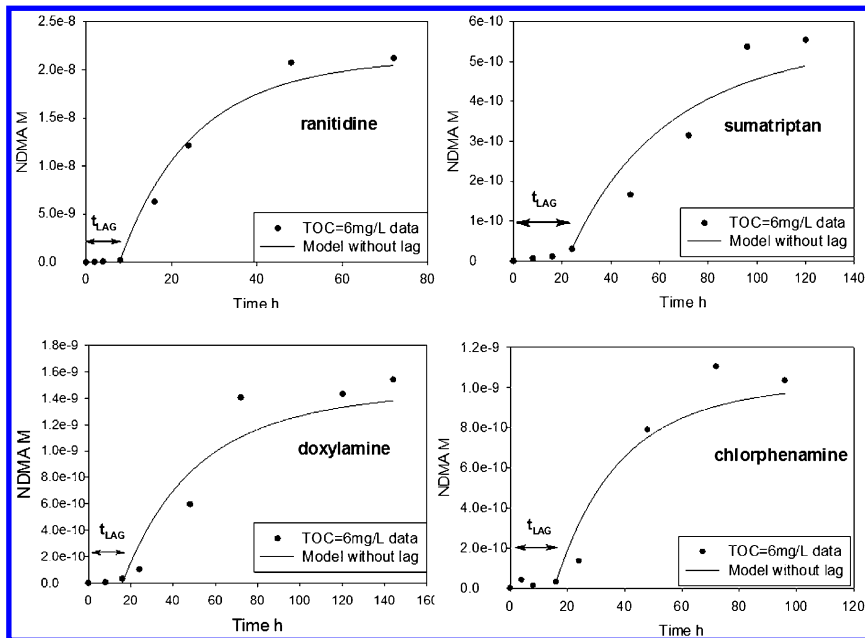 2.5e-8
2.0e-8
1.5e-8
1.0e-8
5.0e-9
0.0
NDMA M
ranitidine
tLAG
TOC=6mg/L data
Model without lag
0 20 40 60 80
Time h
6e-10
5e-10
4e-10
3e-10
2e-10
1e-10
0
NDMA M
sumatriptan
tLAG
TOC=6mg/L data
Model without lag
0 20 40 60 80 100 120 140
Time h
1.8e-9
1.6e-9
1.4e-9
1.2e-9
1.0e-9
8.0e-10
6.0e-10
4.0e-10
2.0e-10
0.0
NDMA M
doxylamine
tLAG
TOC=6mg/L data
Model without lag
0 20 40 60 80 100 120 140 160
Time h
1.2e-9
1.0e-9
8.0e-10
6.0e-10
4.0e-10
2.0e-10
0.0
NDMA M
chlorphenamine
tLAG
TOC=6mg/L data
Model without lag
0 20 40 60 80 100 120
Time h